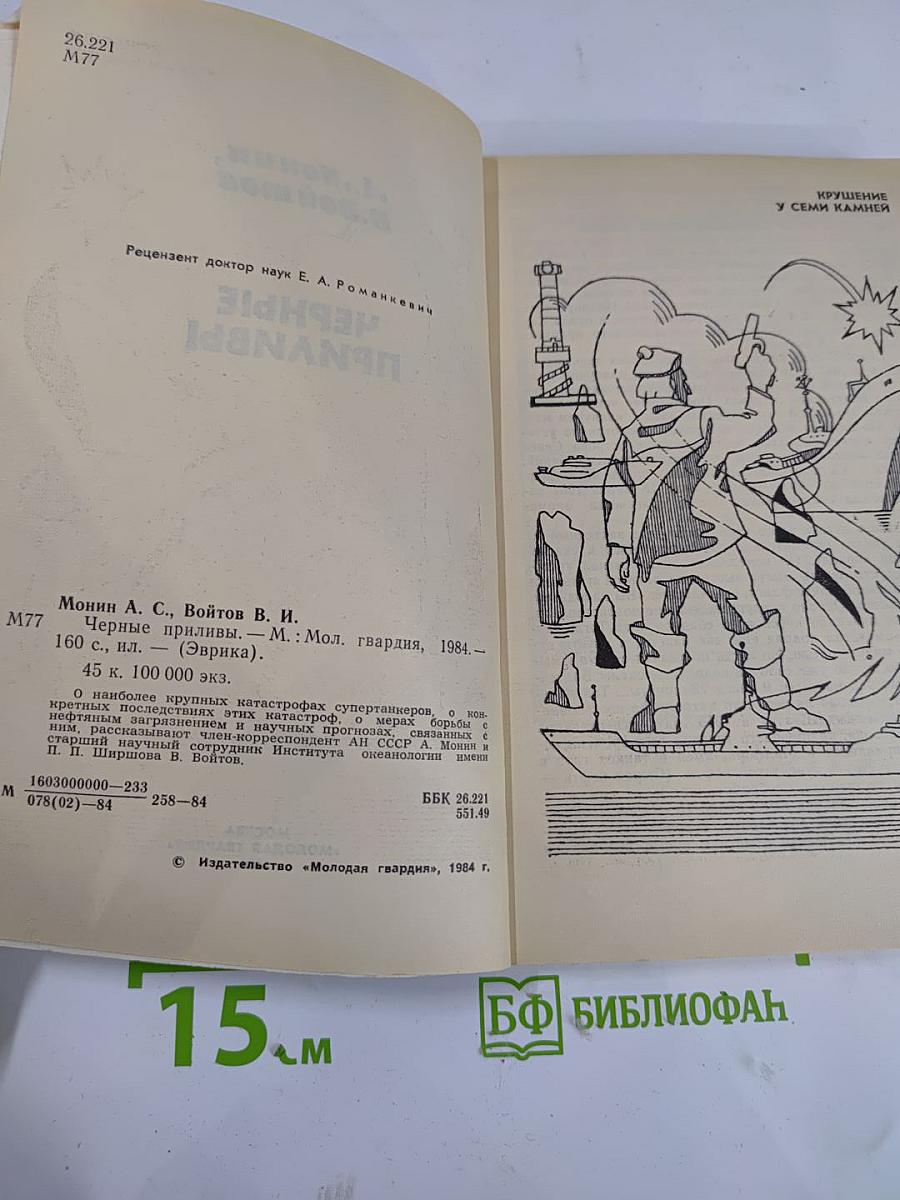 26.221
М77
Рецензент доктор наук Е. А. Романкевич
Монин А. С., Войтов В. И.
М77 Черные приливы. — М. : Мол. гвардия, 1984. —
160 с., ил. — (Эврика).
45 к. 100 000 экз.
О наиболее крупных катастрофах супертанкеров, о кон-
кретных последствиях этих катастроф, о мерах борьбы с
нефтяным загрязнением и научных прогнозах, связанных с
ним, рассказывают член-корреспондент АН СССР А. Монин и
старший научный сотрудник Института океанологии имени
П. П. Ширшова В. Войтов.
М 1603000000—233
078(02)—84 258—84
ББК 26.221
551.49
© Издательство «Молодая гвардия», 1984 г.
КРУШЕНИЕ
У СЕМИ КАМНЕЙ
15 см
БФ БИБЛИОФАН